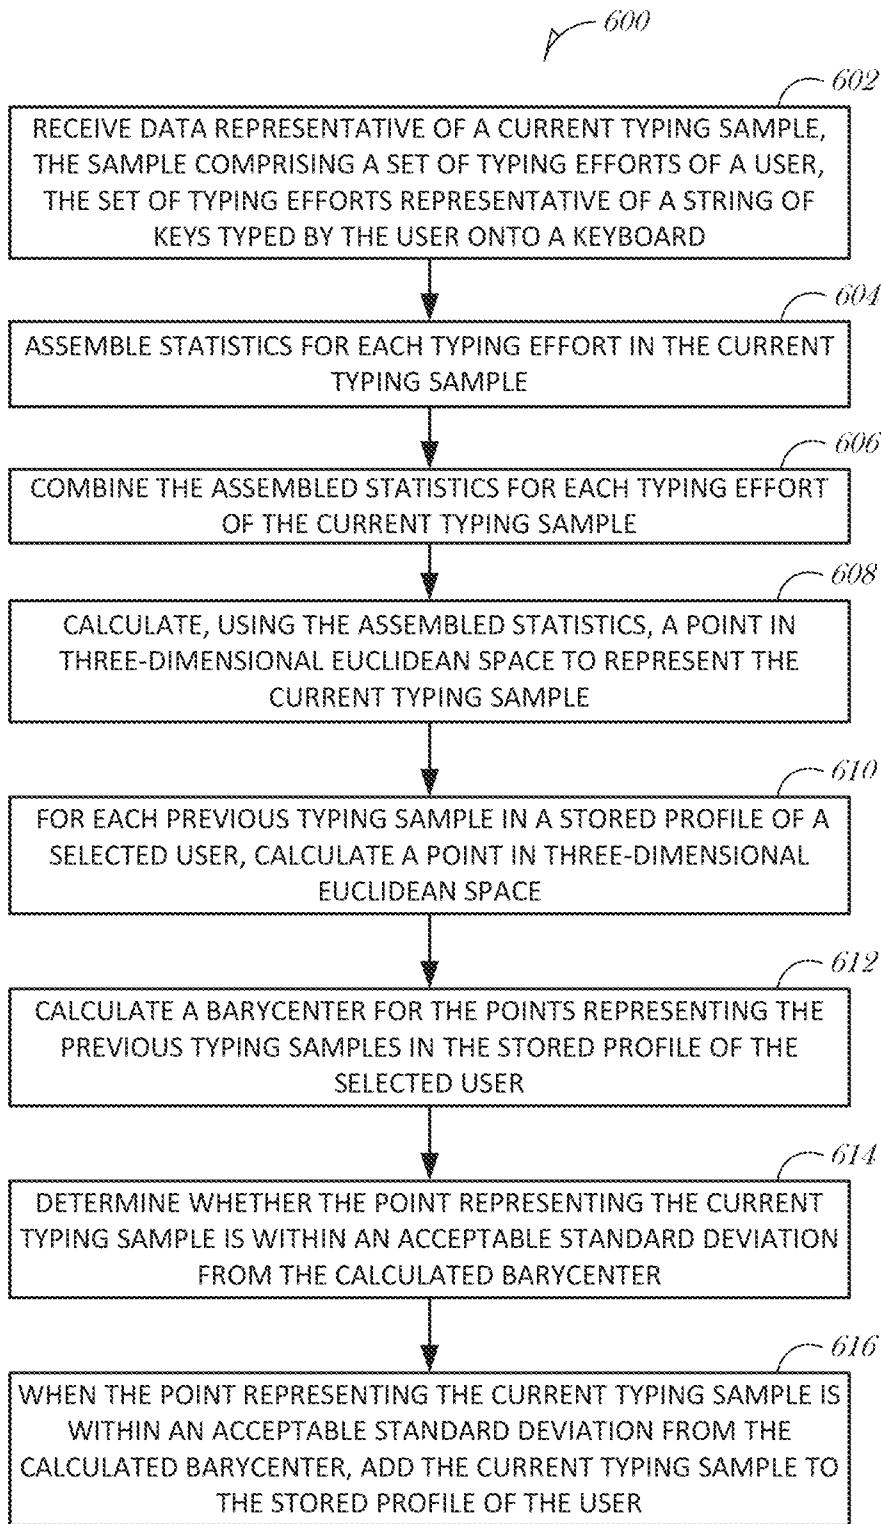 600
602
RECEIVE DATA REPRESENTATIVE OF A CURRENT TYPING SAMPLE,
THE SAMPLE COMPRISING A SET OF TYPING EFFORTS OF A USER,
THE SET OF TYPING EFFORTS REPRESENTATIVE OF A STRING OF
KEYS TYPED BY THE USER ONTO A KEYBOARD
604
ASSEMBLE STATISTICS FOR EACH TYPING EFFORT IN THE CURRENT
TYPING SAMPLE
606
COMBINE THE ASSEMBLED STATISTICS FOR EACH TYPING EFFORT
OF THE CURRENT TYPING SAMPLE
608
CALCULATE, USING THE ASSEMBLED STATISTICS, A POINT IN
THREE-DIMENSIONAL EUCLIDEAN SPACE TO REPRESENT THE
CURRENT TYPING SAMPLE
610
FOR EACH PREVIOUS TYPING SAMPLE IN A STORED PROFILE OF A
SELECTED USER, CALCULATE A POINT IN THREE-DIMENSIONAL
EUCLIDEAN SPACE
612
CALCULATE A BARYCENTER FOR THE POINTS REPRESENTING THE
PREVIOUS TYPING SAMPLES IN THE STORED PROFILE OF THE
SELECTED USER
614
DETERMINE WHETHER THE POINT REPRESENTING THE CURRENT
TYPING SAMPLE IS WITHIN AN ACCEPTABLE STANDARD DEVIATION
FROM THE CALCULATED BARYCENTER
616
WHEN THE POINT REPRESENTING THE CURRENT TYPING SAMPLE IS
WITHIN AN ACCEPTABLE STANDARD DEVIATION FROM THE
CALCULATED BARYCENTER, ADD THE CURRENT TYPING SAMPLE TO
THE STORED PROFILE OF THE USER